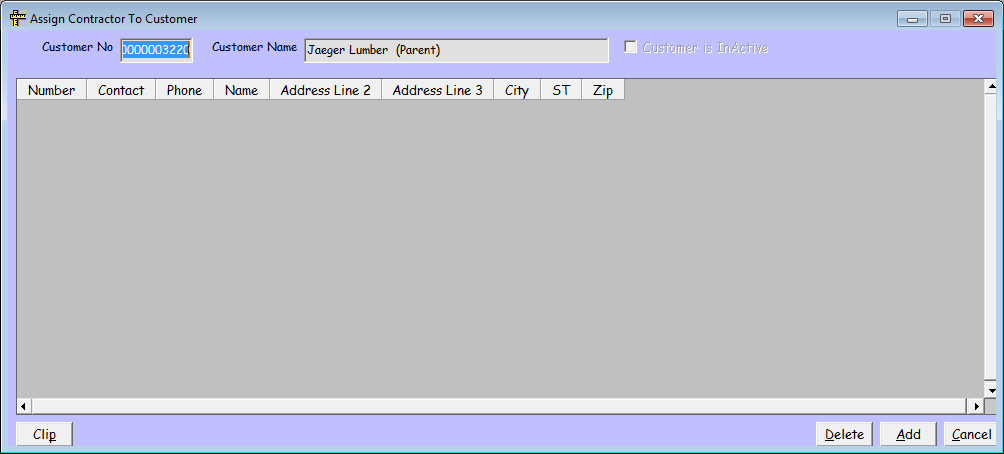 Assign Contractor To Customer
Customer No 0000003220 Customer Name Jaeger Lumber (Parent) Customer is InActive
Number Contact Phone Name Address Line 2 Address Line 3 City ST Zip
Clip Delete Add Cancel